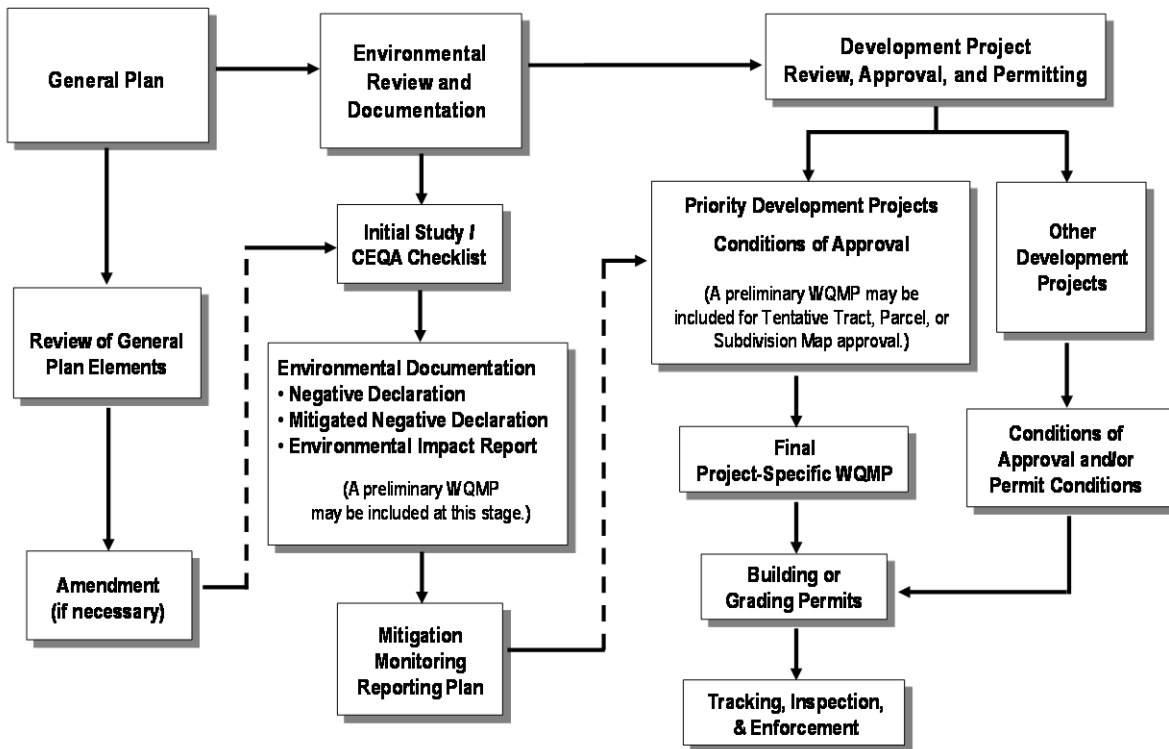 General Plan
Environmental
Review and
Documentation
Development Project
Review, Approval, and Permitting
Initial Study /
CEQA Checklist
Priority Development Projects
Conditions of Approval
(A preliminary WQMP may be
included for Tentative Tract, Parcel, or
Subdivision Map approval.)
Other
Development
Projects
Review of General
Plan Elements
Environmental Documentation
• Negative Declaration
• Mitigated Negative Declaration
• Environmental Impact Report
(A preliminary WQMP
may be included at this stage.)
Final
Project-Specific WQMP
Conditions of
Approval and/or
Permit Conditions
Amendment
(if necessary)
Building or
Grading Permits
Mitigation
Monitoring
Reporting Plan
Tracking, Inspection,
& Enforcement